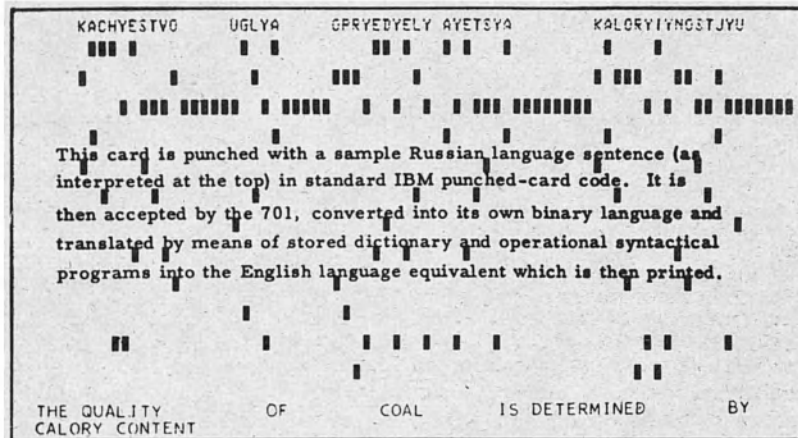 KACHYESTVO UGLYA OPRYEDYELY AYETSYA KALORYIYNOSTJYU
This card is punched with a sample Russian language sentence (as
interpreted at the top) in standard IBM punched-card code. It is
then accepted by the 701, converted into its own binary language and
translated by means of stored dictionary and operational syntactical
programs into the English language equivalent which is then printed.
THE QUALITY OF COAL IS DETERMINED BY
CALORY CONTENT